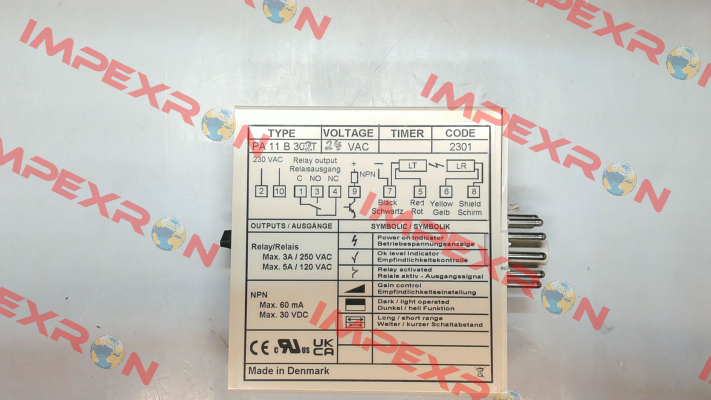 IMPEXRON
TYPE VOLTAGE TIMER CODE
PA 11 B 302T 24 VAC 2301
230 VAC Relay output
Relaisausgang
C NO NC + NPN − LT LR
2 10 1 3 4 9 7 5 6 8
Black Red Yellow Shield
Schwartz Rot Gelb Schirm
OUTPUTS / AUSGÄNGE
Relay/Relais
Max. 3A / 250 VAC
Max. 5A / 120 VAC
NPN
Max. 60 mA
Max. 30 VDC
SYMBOLIC / SYMBOLIK
Power on indicator
Betriebespannungsanzeige
Ok level indicator
Empfindlichkeitskontrolle
Relay activated
Relais aktiv - Ausgangsignal
Gain control
Empfindlichkeitseinstellung
Dark / light operated
Dunkel / hell Funktion
Long / short range
Weiter / kurzer Schaltabstand
CE c RU us UK
CA
Made in Denmark
IMPEXRON
IMPEXRON
IMPEXRON
IMPEXRON